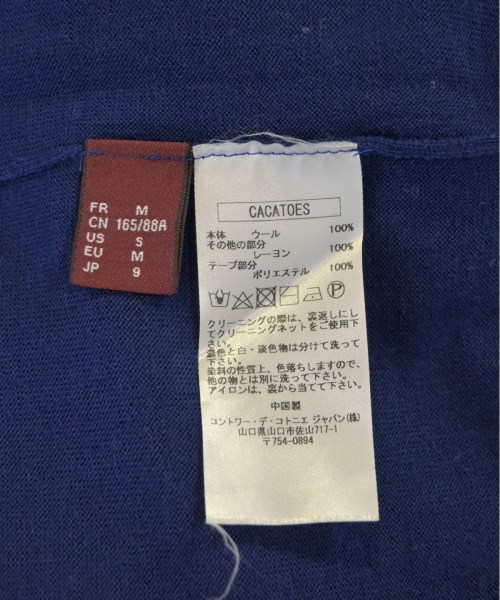 FR M
CN 165/88A
US S
EU M
JP 9
CACATOES
本体 ウール 100%
その他の部分
レーヨン 100%
テープ部分
ポリエステル 100%
クリーニングの際は、裏返しにし
てクリーニングネットをご使用下
さい。
濃色と白・淡色物は分けて洗って
下さい。
染料の性質上、色落ちしますので、
他の物とは別に洗って下さい。
アイロンは、裏から当てて下さい。
中国製
コントワー・デ・コトニエ ジャパン(株)
山口県山口市佐山717-1
〒754-0894